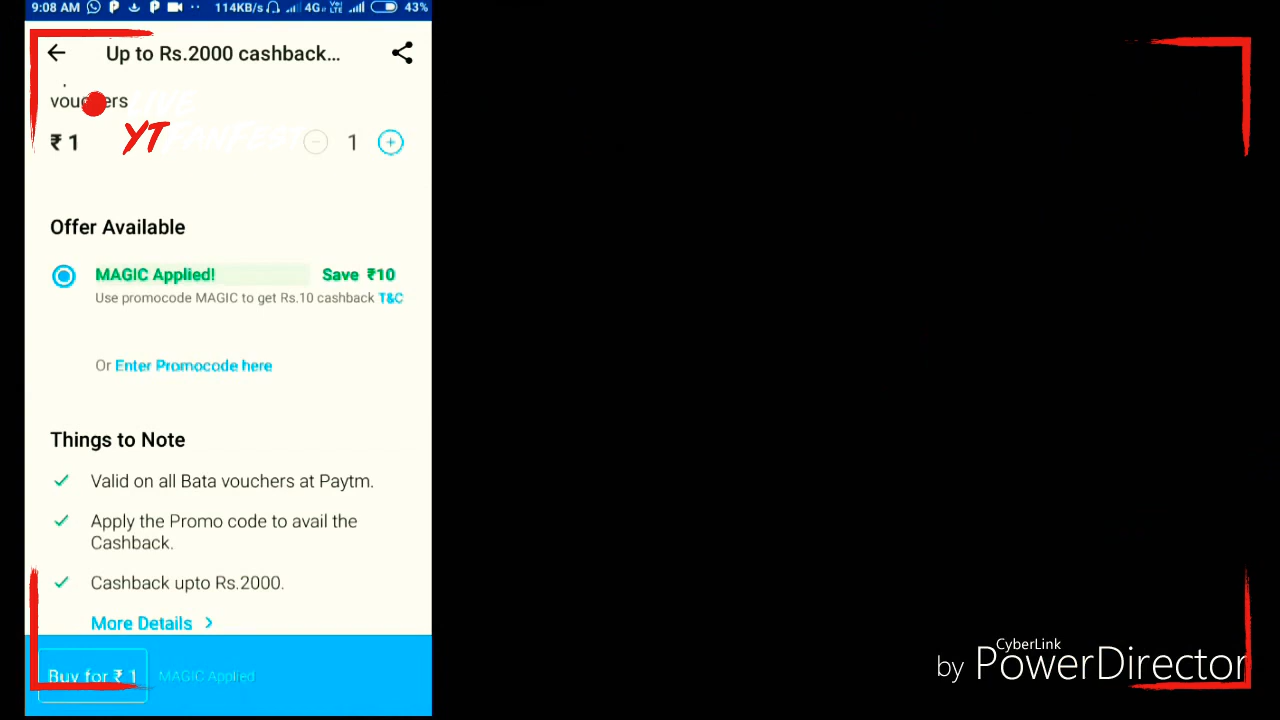 9:08 AM 114KB/s 4G VoLTE 43%
Up to Rs.2000 cashback...
vouchers
LIVE
YT FANFEST
₹ 1 1
Offer Available
MAGIC Applied! Save ₹10
Use promocode MAGIC to get Rs.10 cashback T&C
Or Enter Promocode here
Things to Note
Valid on all Bata vouchers at Paytm.
Apply the Promo code to avail the
Cashback.
Cashback upto Rs.2000.
More Details >
Buy for ₹ 1 MAGIC Applied
CyberLink
by PowerDirector